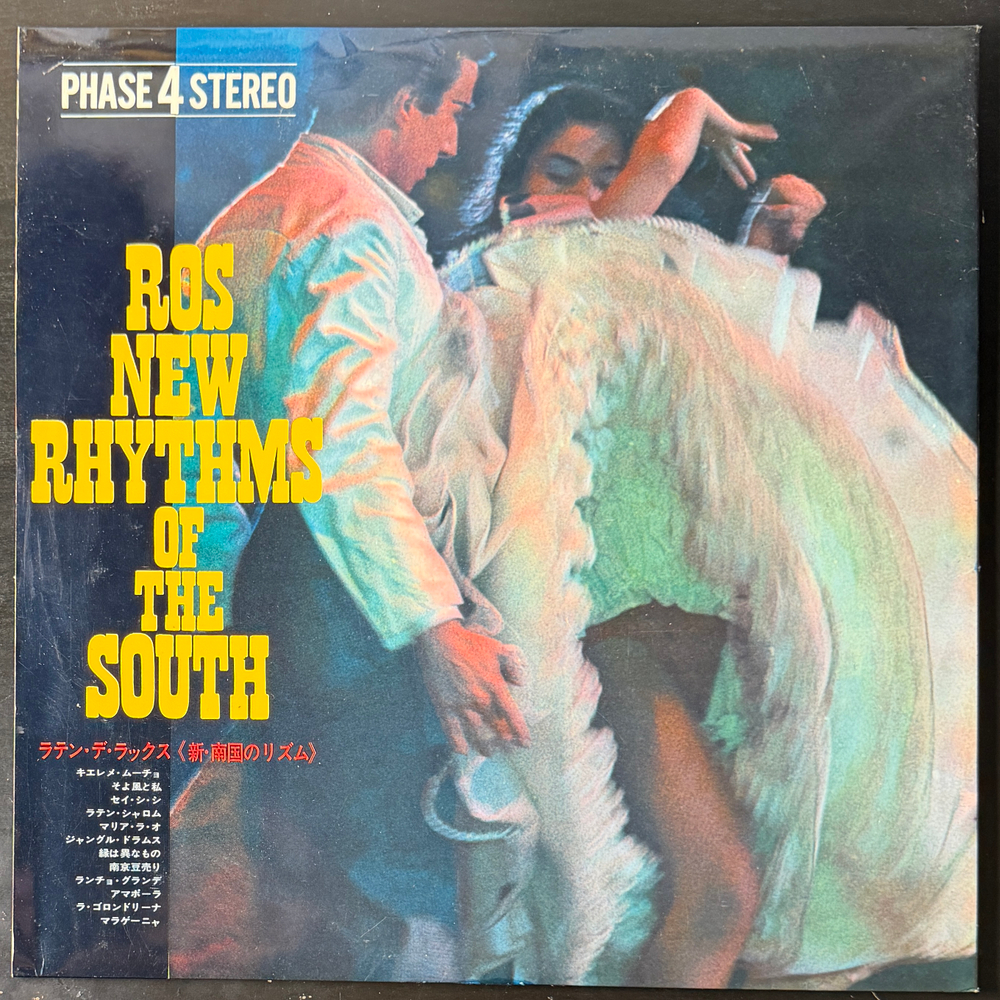 PHASE 4 STEREO
ROS
NEW
RHYTHMS
OF
THE
SOUTH
ラテン・デ・ラックス《新・南国のリズム》
キエレメ・ムーチョ
そよ風と私
セイ・シ・シ
ラテン・シャロム
マリア・ラ・オ
ジャングル・ドラムス
縁は異なもの
南京豆売り
ランチョ・グランデ
アマポーラ
ラ・ゴロンドリーナ
マラゲーニャ